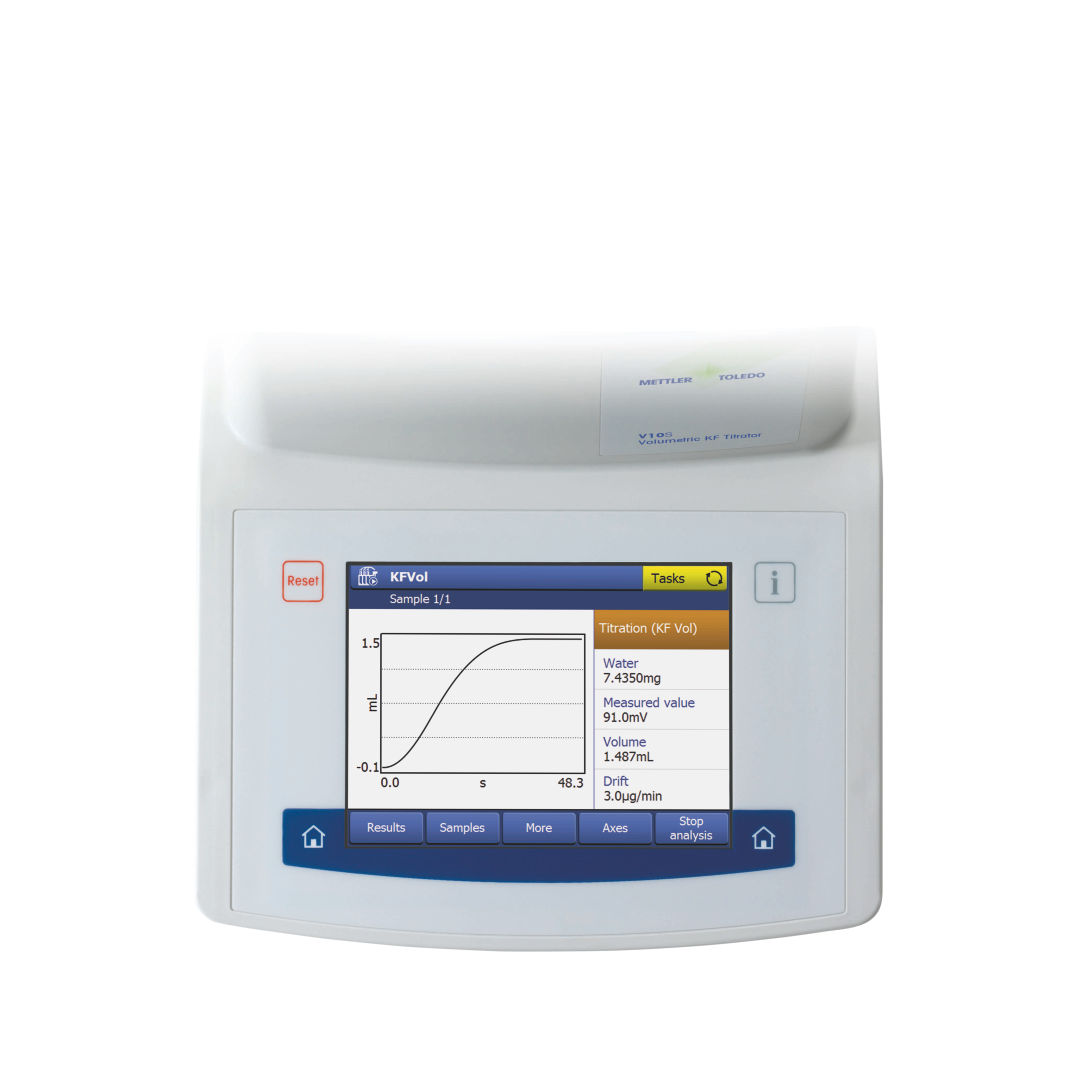 METTLER TOLEDO
V10S
Volumetric KF Titrator
Reset
i
KFVol
Tasks
Sample 1/1
1.5
mL
-0.1
0.0
s
48.3
Titration (KF Vol)
Water
7.4350mg
Measured value
91.0mV
Volume
1.487mL
Drift
3.0µg/min
Results
Samples
More
Axes
Stop
analysis